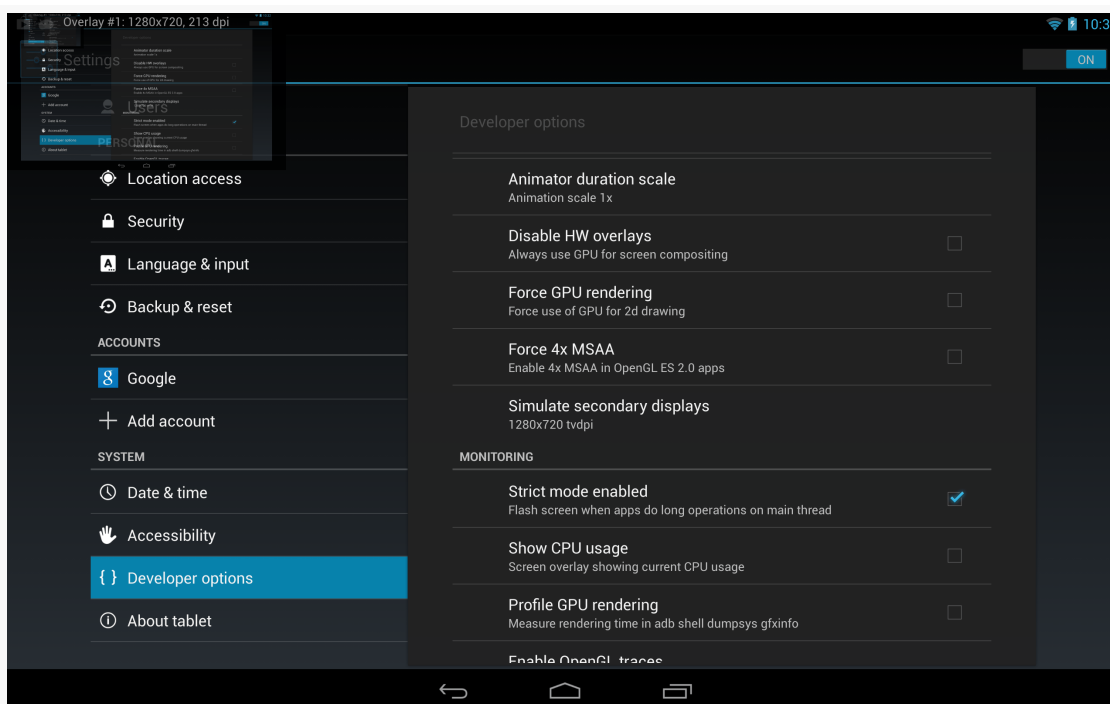 Overlay #1: 1280x720, 213 dpi
10:3
Settings
ON
Users
PERSONAL
Location access
Security
Language & input
Backup & reset
ACCOUNTS
Google
Add account
SYSTEM
Date & time
Accessibility
{ } Developer options
About tablet
Developer options
Animator duration scale
Animation scale 1x
Disable HW overlays
Always use GPU for screen compositing
Force GPU rendering
Force use of GPU for 2d drawing
Force 4x MSAA
Enable 4x MSAA in OpenGL ES 2.0 apps
Simulate secondary displays
1280x720 tvdpi
MONITORING
Strict mode enabled
Flash screen when apps do long operations on main thread
Show CPU usage
Screen overlay showing current CPU usage
Profile GPU rendering
Measure rendering time in adb shell dumpsys gfxinfo
Enable OpenGL traces